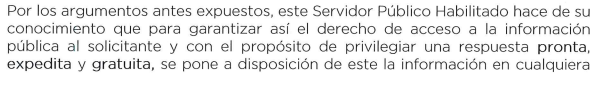 Por los argumentos antes expuestos, este Servidor Público Habilitado hace de su
conocimiento que para garantizar así el derecho de acceso a la información
pública al solicitante y con el propósito de privilegiar una respuesta pronta,
expedita y gratuita, se pone a disposición de este la información en cualquiera